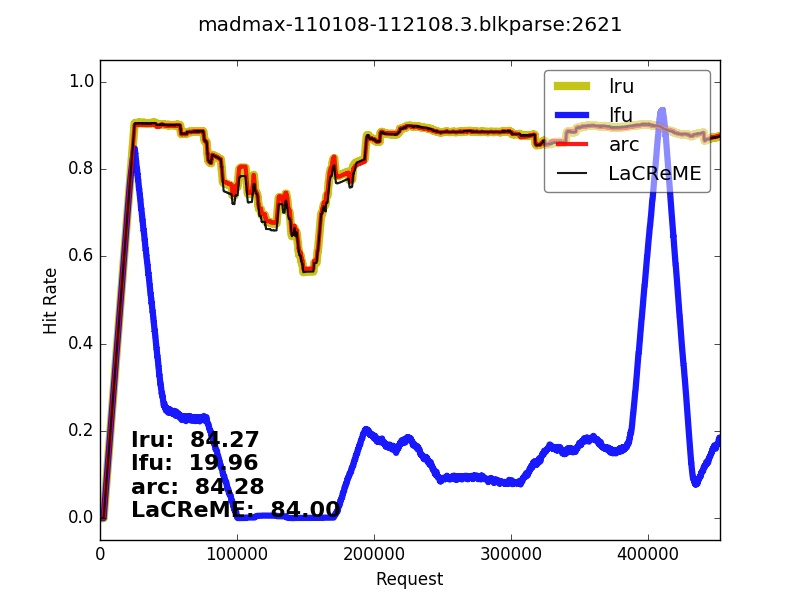 madmax-110108-112108.3.blkparse:2621
lru
lfu
arc
LaCReME
1.0
0.8
0.6
0.4
0.2
0.0
Hit Rate
lru: 84.27
lfu: 19.96
arc: 84.28
LaCReME: 84.00
0 100000 200000 300000 400000
Request